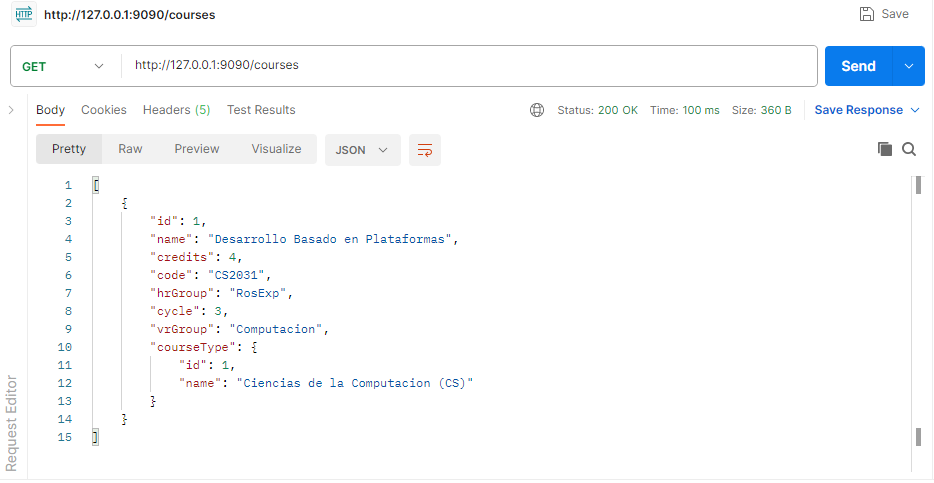 HTTP http://127.0.0.1:9090/courses Save
GET http://127.0.0.1:9090/courses Send
Body Cookies Headers (5) Test Results Status: 200 OK Time: 100 ms Size: 360 B Save Response
Pretty Raw Preview Visualize JSON
1 [
2 {
3 "id": 1,
4 "name": "Desarrollo Basado en Plataformas",
5 "credits": 4,
6 "code": "CS2031",
7 "hrGroup": "RosExp",
8 "cycle": 3,
9 "vrGroup": "Computacion",
10 "courseType": {
11 "id": 1,
12 "name": "Ciencias de la Computacion (CS)"
13 }
14 }
15 ]
Request Editor